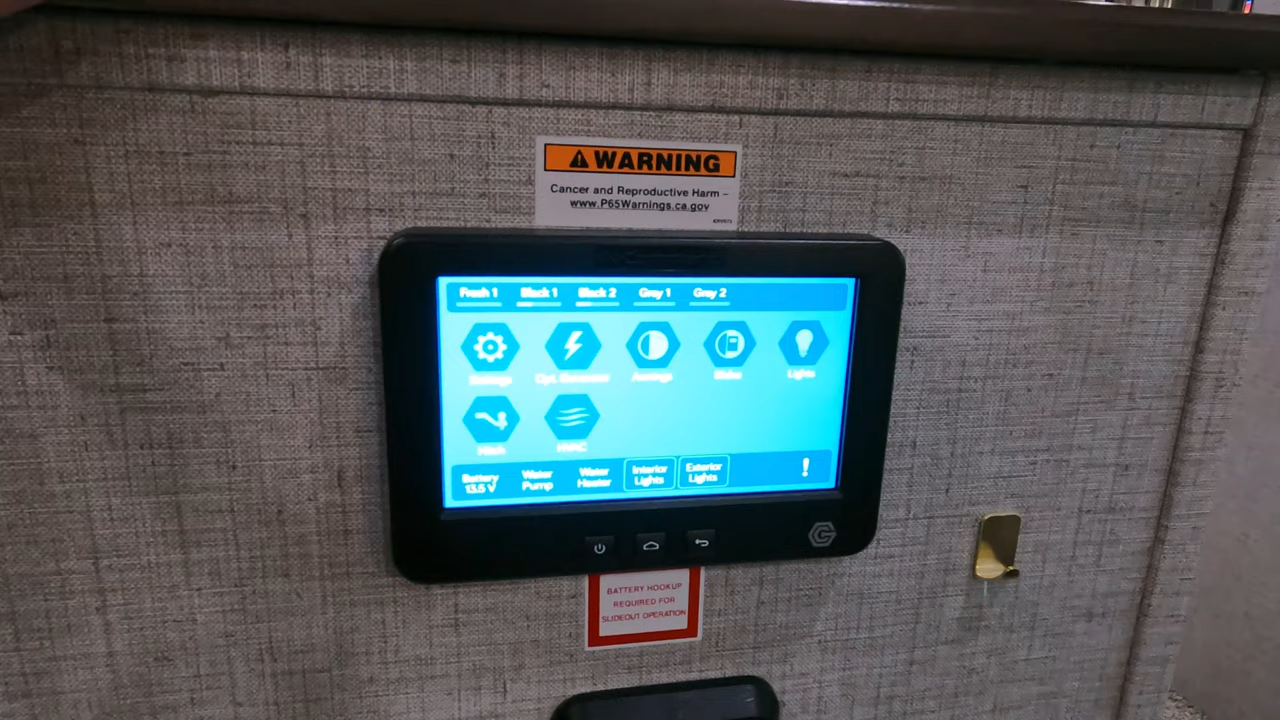 WARNING
Cancer and Reproductive Harm –
www.P65Warnings.ca.gov
Fresh 1 Black 1 Black 2 Gray 1 Gray 2
Settings Opt. Generator Awnings Slides Lights
Hitch HVAC
Battery
13.5 V
Water
Pump
Water
Heater
Interior
Lights
Exterior
Lights
!
BATTERY HOOKUP
REQUIRED FOR
SLIDEOUT OPERATION